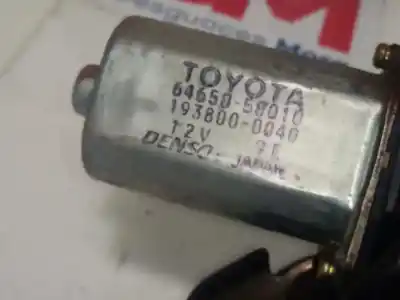 TOYOTA
64650-58010
193800-0040
12V
DENSO JAPAN